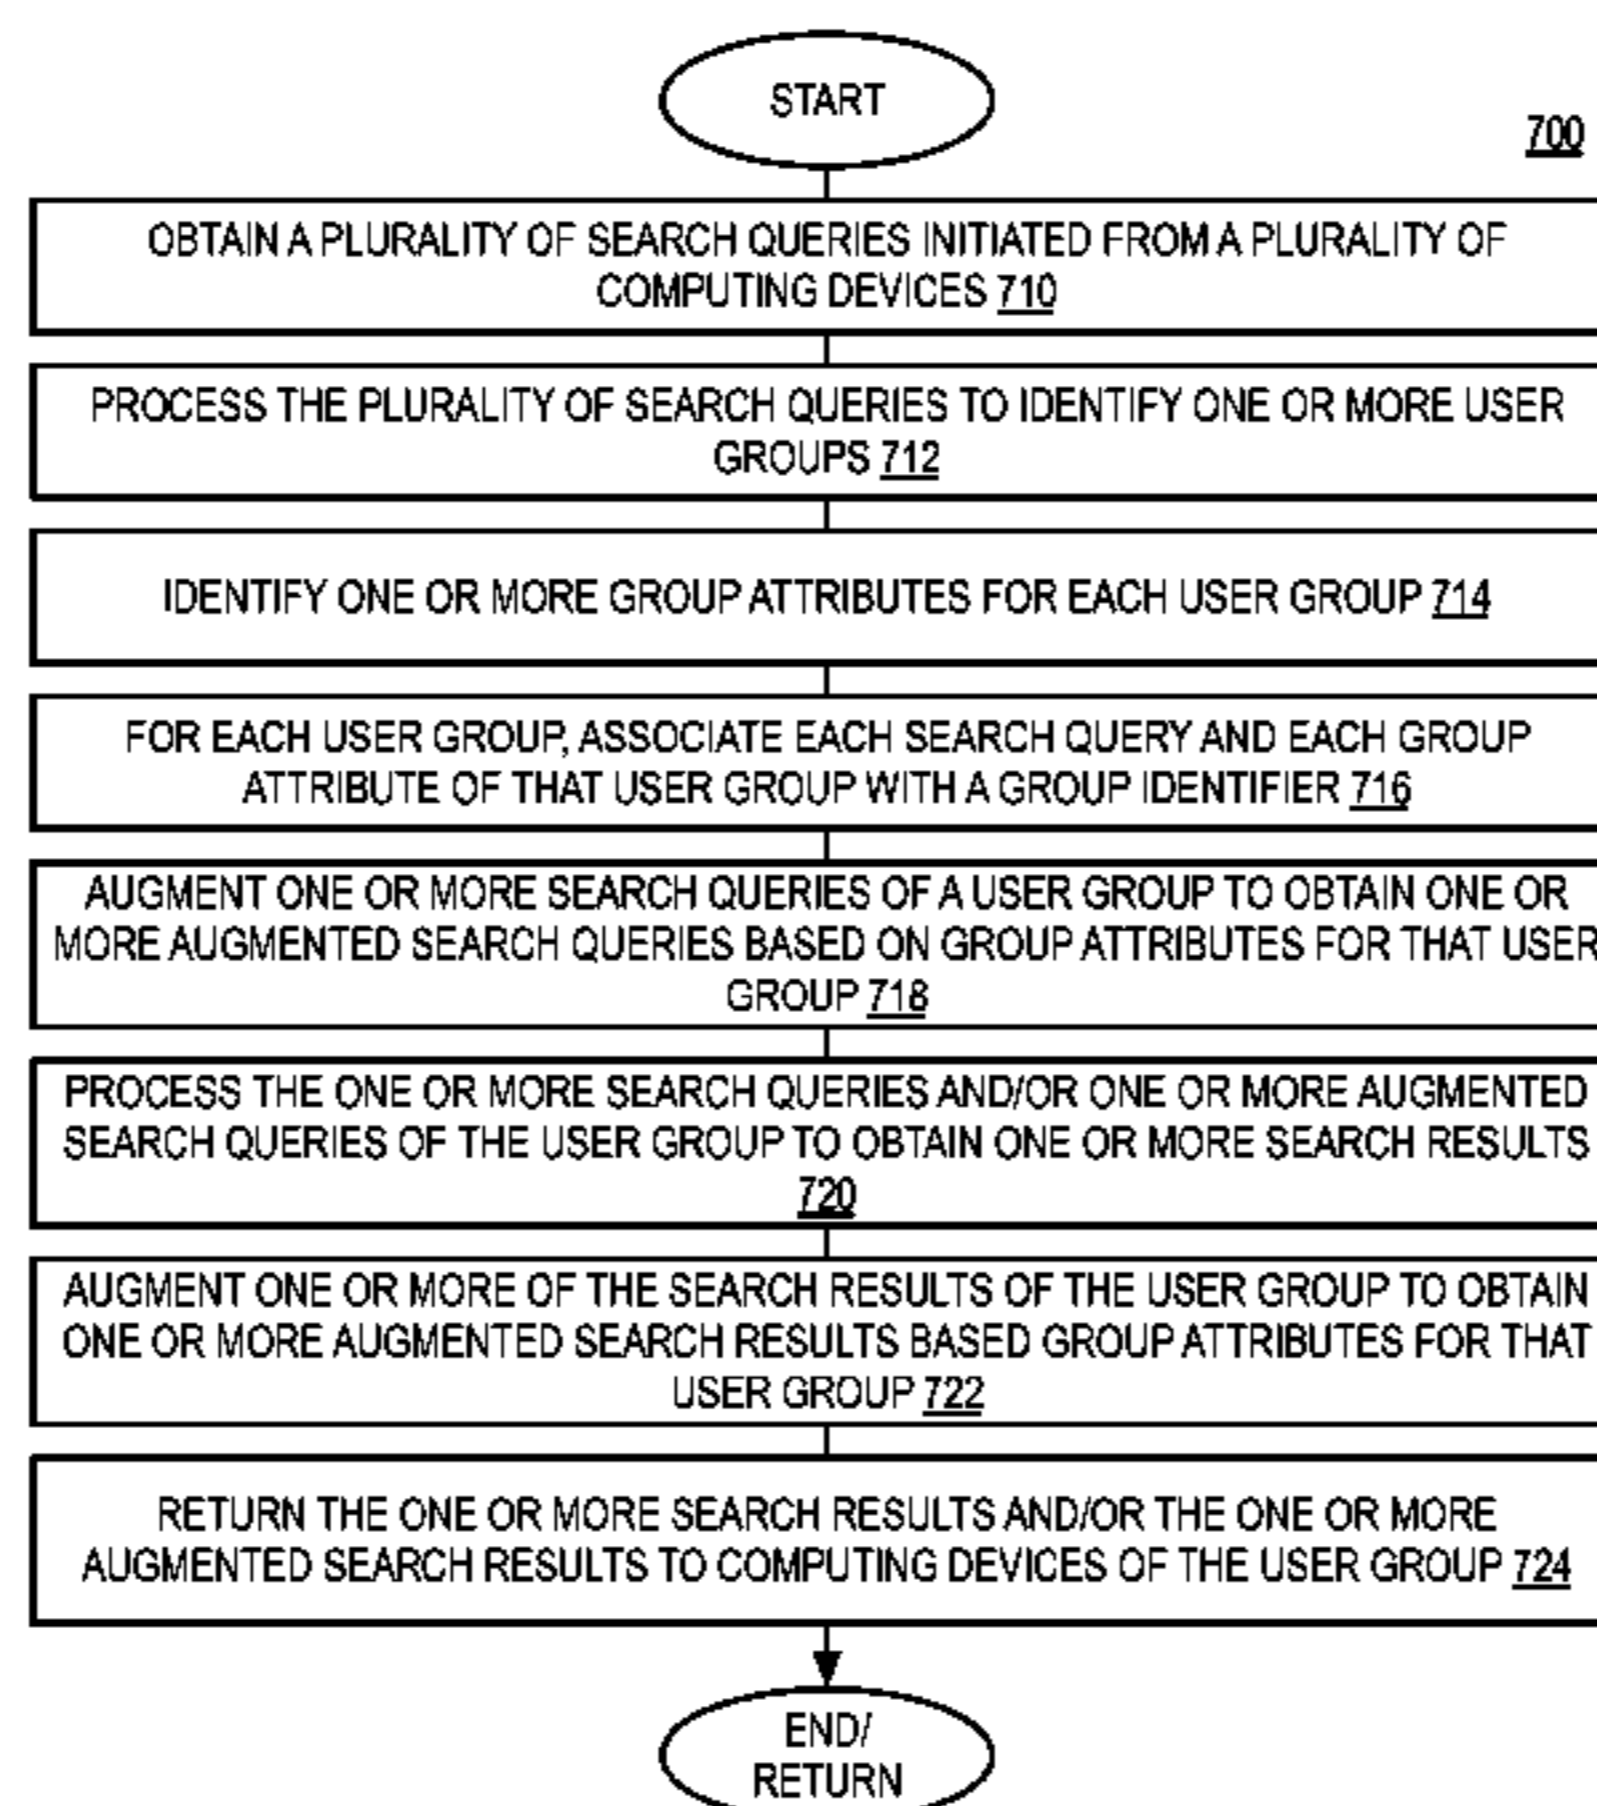 START
700
OBTAIN A PLURALITY OF SEARCH QUERIES INITIATED FROM A PLURALITY OF
COMPUTING DEVICES 710
PROCESS THE PLURALITY OF SEARCH QUERIES TO IDENTIFY ONE OR MORE USER
GROUPS 712
IDENTIFY ONE OR MORE GROUP ATTRIBUTES FOR EACH USER GROUP 714
FOR EACH USER GROUP, ASSOCIATE EACH SEARCH QUERY AND EACH GROUP
ATTRIBUTE OF THAT USER GROUP WITH A GROUP IDENTIFIER 716
AUGMENT ONE OR MORE SEARCH QUERIES OF A USER GROUP TO OBTAIN ONE OR
MORE AUGMENTED SEARCH QUERIES BASED ON GROUP ATTRIBUTES FOR THAT USER
GROUP 718
PROCESS THE ONE OR MORE SEARCH QUERIES AND/OR ONE OR MORE AUGMENTED
SEARCH QUERIES OF THE USER GROUP TO OBTAIN ONE OR MORE SEARCH RESULTS
720
AUGMENT ONE OR MORE OF THE SEARCH RESULTS OF THE USER GROUP TO OBTAIN
ONE OR MORE AUGMENTED SEARCH RESULTS BASED GROUP ATTRIBUTES FOR THAT
USER GROUP 722
RETURN THE ONE OR MORE SEARCH RESULTS AND/OR THE ONE OR MORE
AUGMENTED SEARCH RESULTS TO COMPUTING DEVICES OF THE USER GROUP 724
END/
RETURN